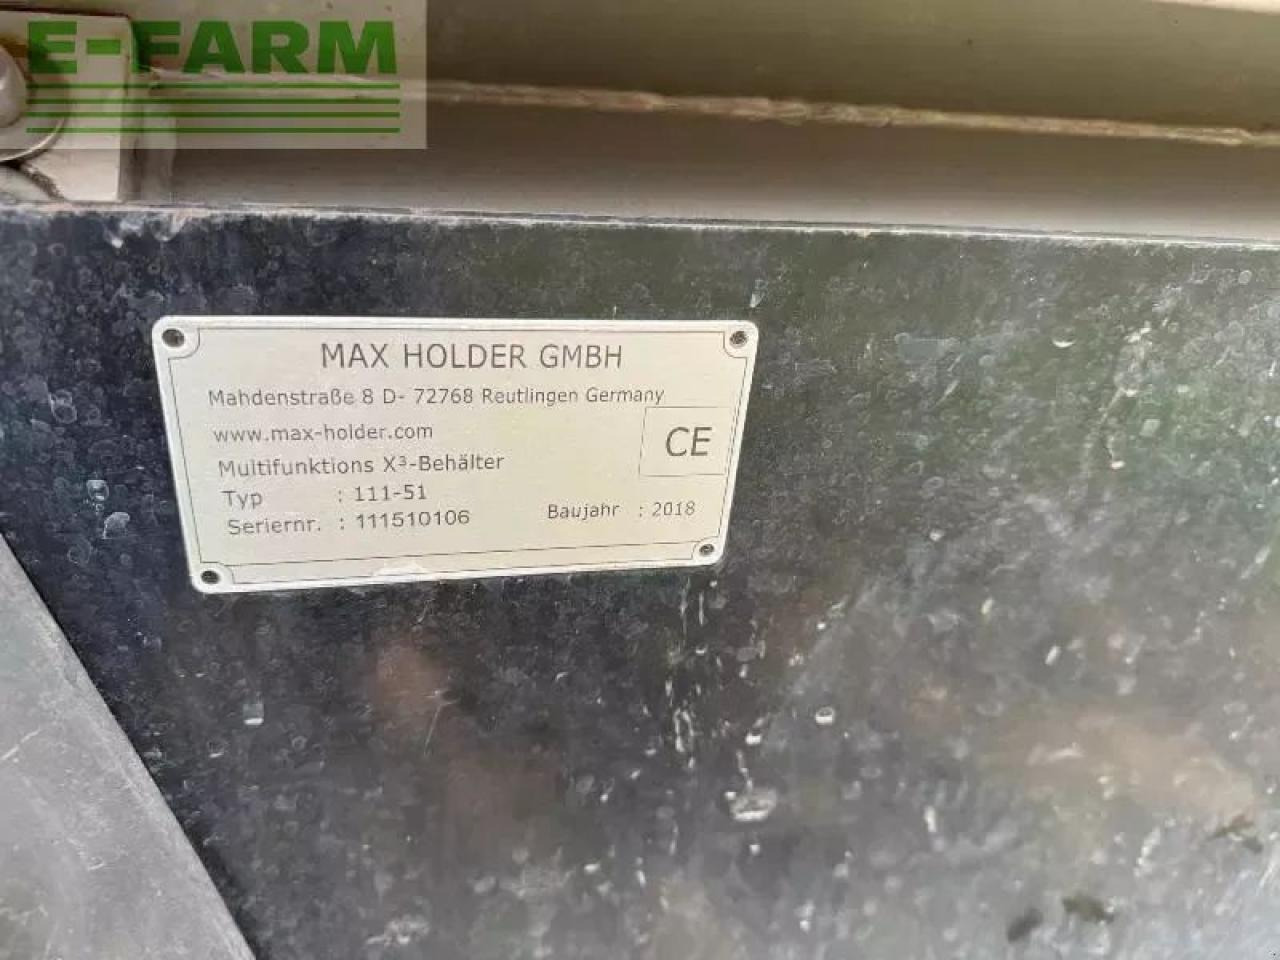 E-FARM
MAX HOLDER GMBH
Mahdenstraße 8 D- 72768 Reutlingen Germany
www.max-holder.com
CE
Multifunktions X³-Behälter
Typ : 111-51
Seriernr. : 111510106 Baujahr : 2018